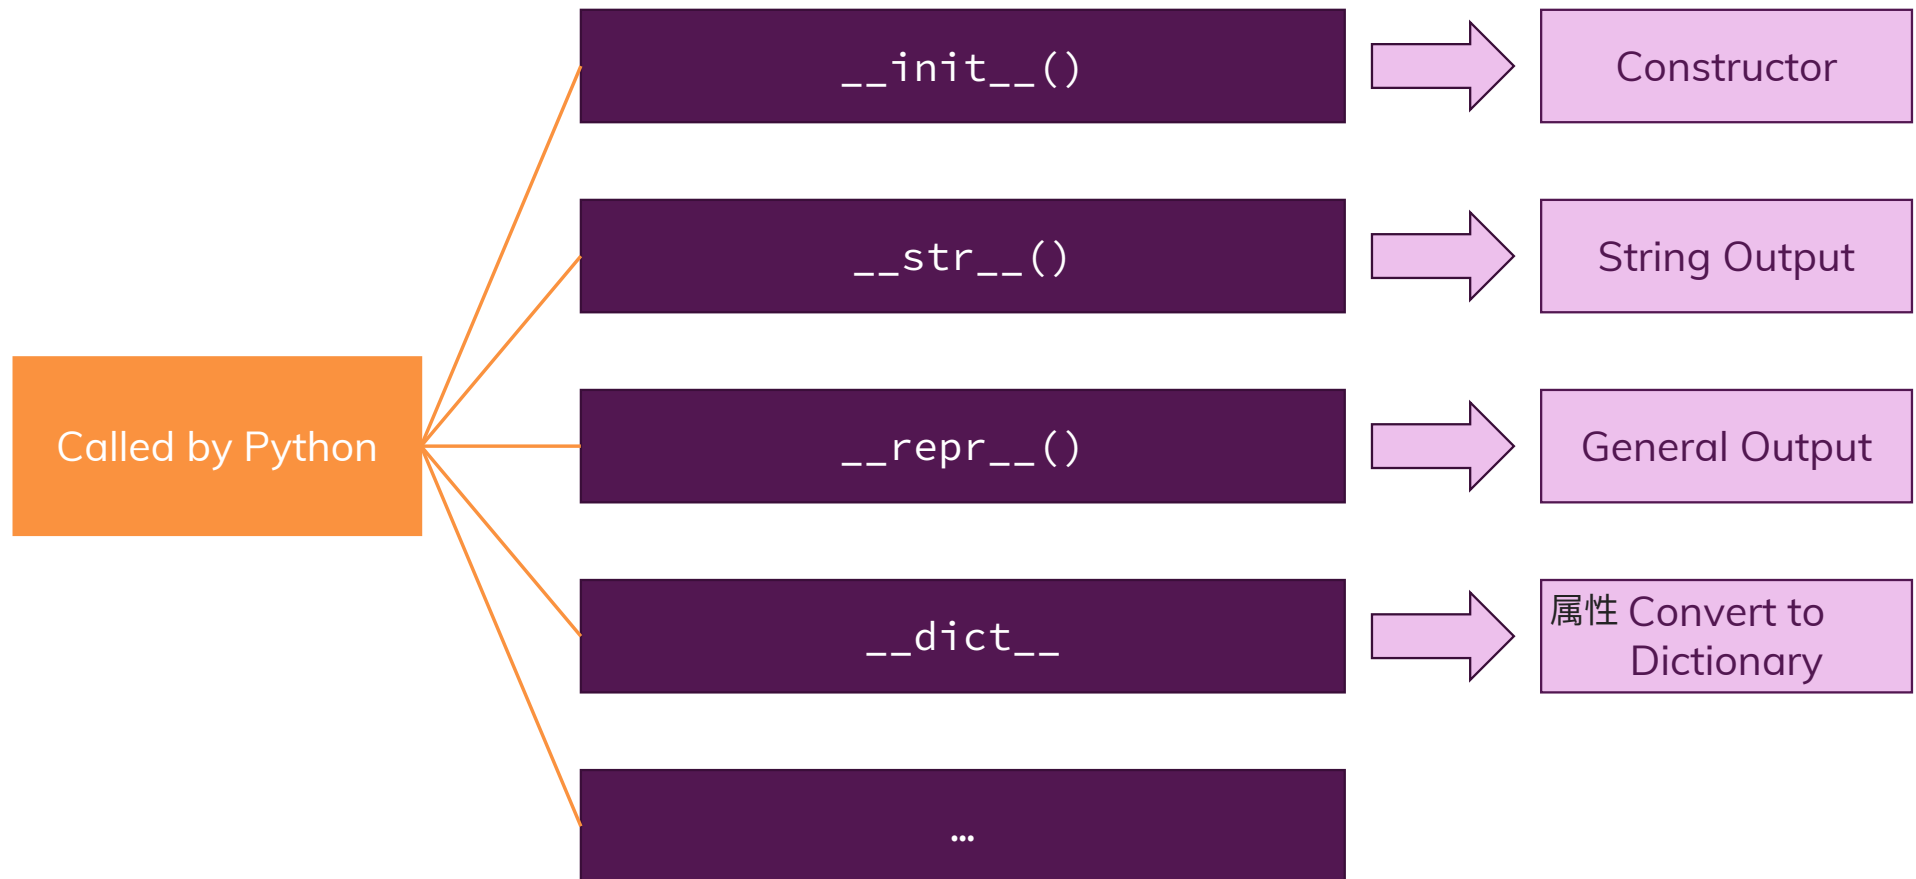 __init__()
Constructor
__str__()
String Output
Called by Python
__repr__()
General Output
__dict__
属性 Convert to
Dictionary
...